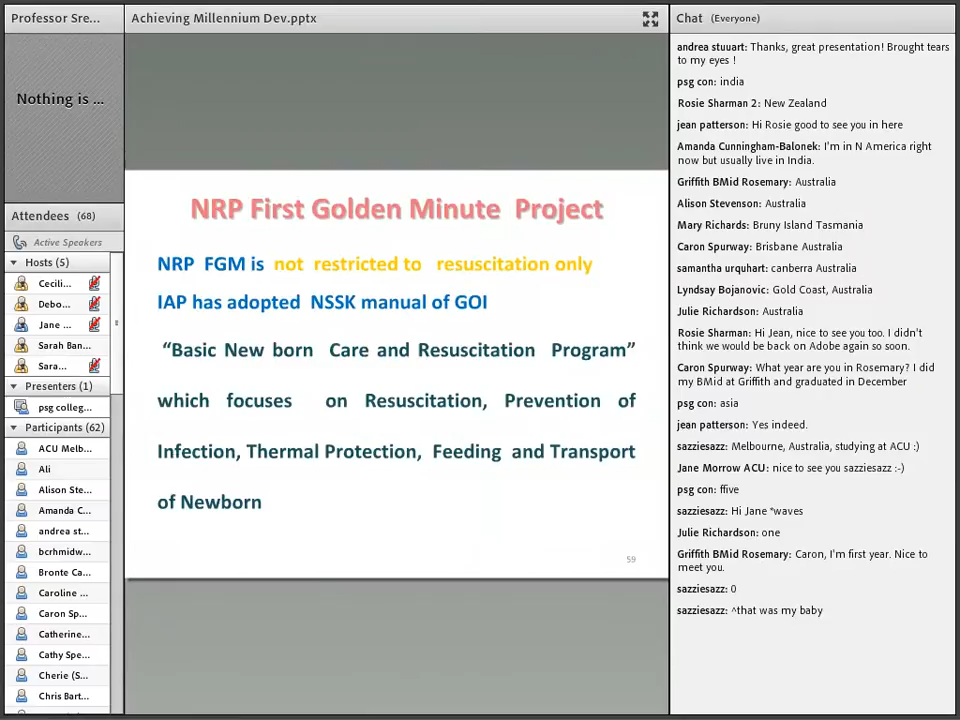 Professor Sre...
Nothing is ...
Attendees (68)
Active Speakers
Hosts (5)
Cecili...
Debo...
Jane ...
Sarah Ban...
Sara...
Presenters (1)
psg colleg...
Participants (62)
ACU Melb...
Ali
Alison Ste...
Amanda C...
andrea st...
bcrhmidw...
Bronte Ca...
Caroline ...
Caron Sp...
Catherine...
Cathy Spe...
Cherie (S...
Chris Bart...
Achieving Millennium Dev.pptx
NRP First Golden Minute Project
NRP FGM is not restricted to resuscitation only
IAP has adopted NSSK manual of GOI
“Basic New born Care and Resuscitation Program”
which focuses on Resuscitation, Prevention of
Infection, Thermal Protection, Feeding and Transport
of Newborn
59
Chat (Everyone)
andrea stuuart: Thanks, great presentation! Brought tears
to my eyes !
psg con: india
Rosie Sharman 2: New Zealand
jean patterson: Hi Rosie good to see you in here
Amanda Cunningham-Balonek: I'm in N America right
now but usually live in India.
Griffith BMid Rosemary: Australia
Alison Stevenson: Australia
Mary Richards: Bruny Island Tasmania
Caron Spurway: Brisbane Australia
samantha urquhart: canberra Australia
Lyndsay Bojanovic: Gold Coast, Australia
Julie Richardson: Australia
Rosie Sharman: Hi Jean, nice to see you too. I didn't
think we would be back on Adobe again so soon.
Caron Spurway: What year are you in Rosemary? I did
my BMid at Griffith and graduated in December
psg con: asia
jean patterson: Yes indeed.
sazziesazz: Melbourne, Australia, studying at ACU :)
Jane Morrow ACU: nice to see you sazziesazz :-)
psg con: ffive
sazziesazz: Hi Jane *waves
Julie Richardson: one
Griffith BMid Rosemary: Caron, I'm first year. Nice to
meet you.
sazziesazz: 0
sazziesazz: ^that was my baby